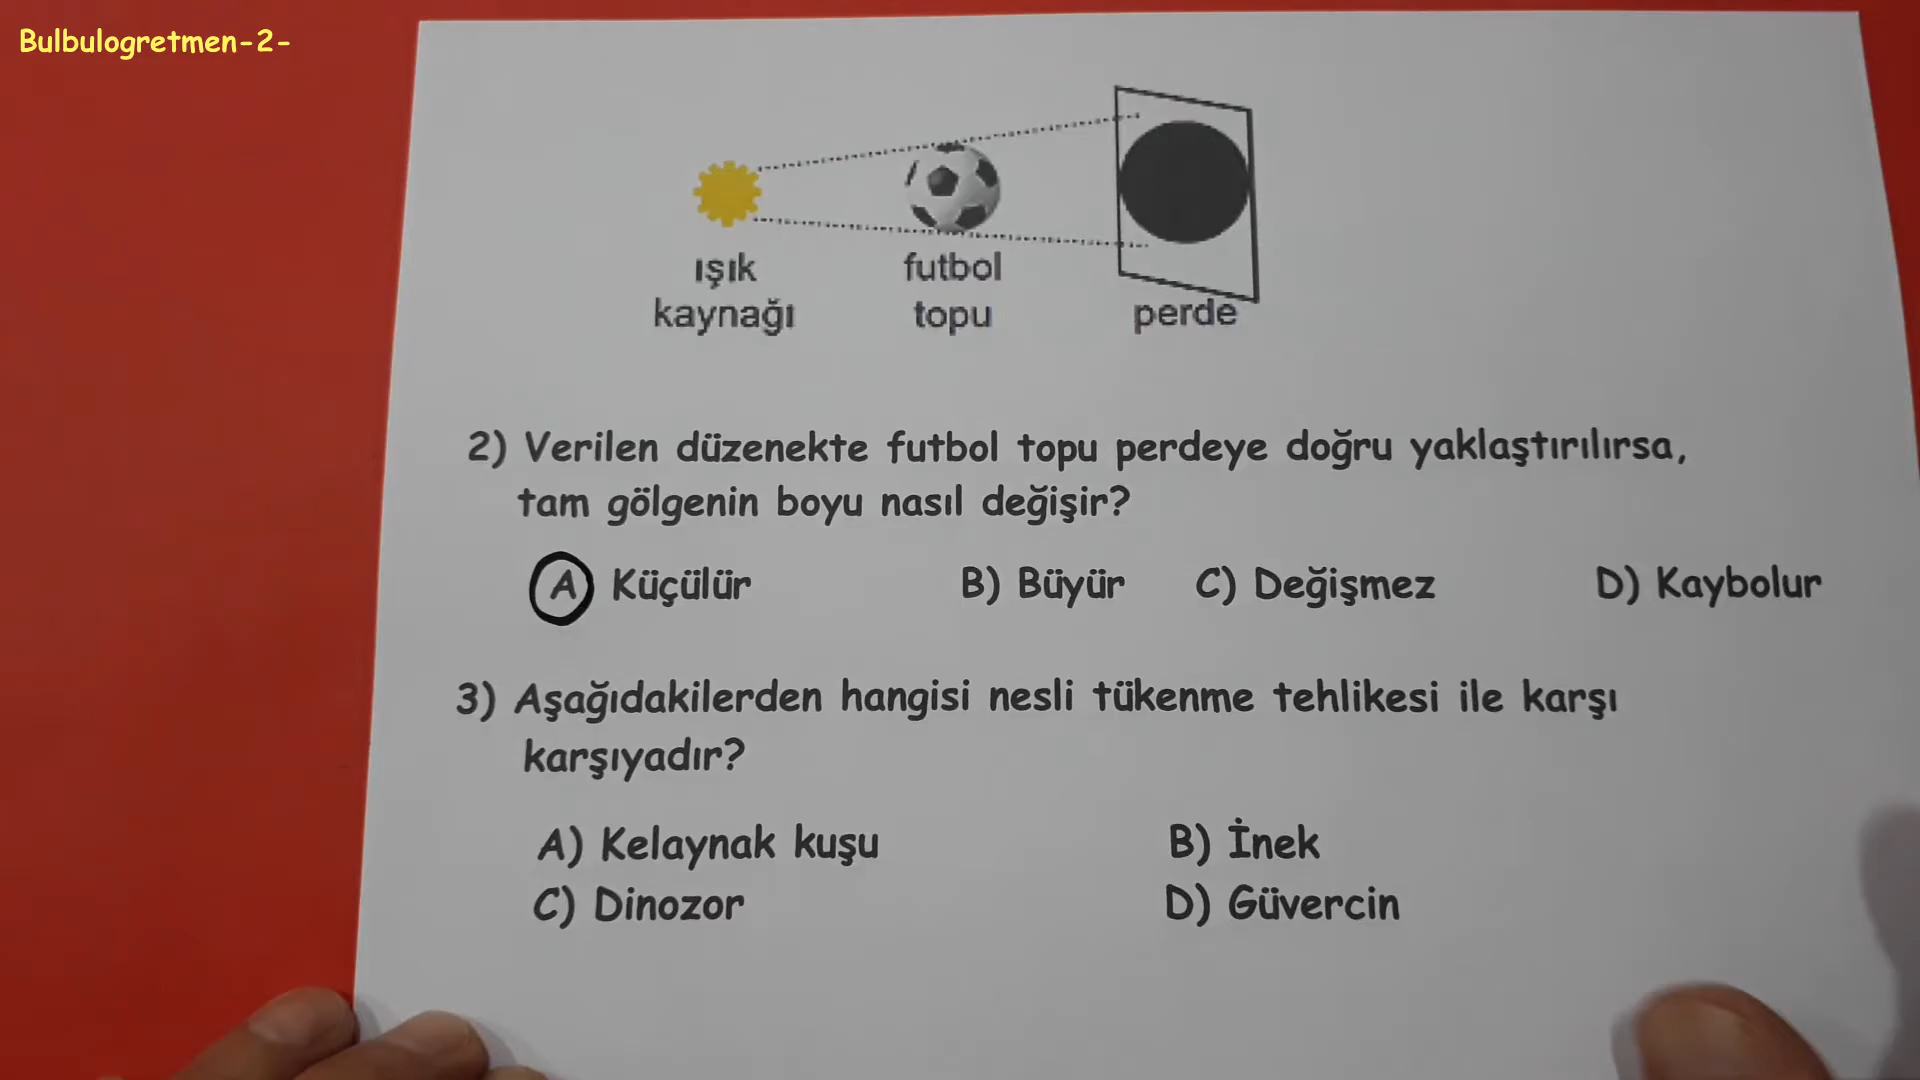 Bulbulogretmen-2-
ışık kaynağı
futbol topu
perde
2) Verilen düzenekte futbol topu perdeye doğru yaklaştırılırsa,
tam gölgenin boyu nasıl değişir?
A Küçülür B) Büyür C) Değişmez D) Kaybolur
3) Aşağıdakilerden hangisi nesli tükenme tehlikesi ile karşı
karşıyadır?
A) Kelaynak kuşu B) İnek
C) Dinozor D) Güvercin